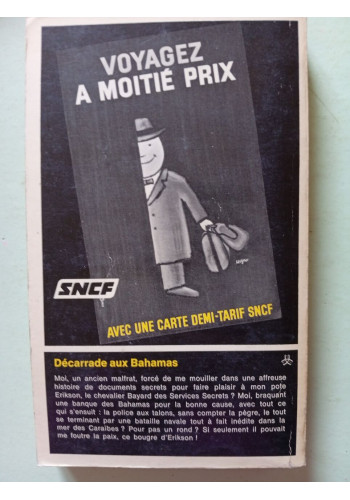 VOYAGEZ
A MOITIÉ PRIX
SNCF
AVEC UNE CARTE DEMI-TARIF SNCF
Décarrade aux Bahamas
Moi, un ancien malfrat, forcé de me mouiller dans une affreuse
histoire de documents secrets pour faire plaisir à mon pote
Erikson, le chevalier Bayard des Services Secrets ? Moi, braquant
une banque des Bahamas pour la bonne cause, avec tout ce
qui s'ensuit : la police aux talons, sans compter la pègre, le tout
se terminant par une bataille navale tout à fait inédite dans la
mer des Caraïbes ? Pour pas un rond ? Si seulement il pouvait
me foutre la paix, ce bougre d'Erikson !